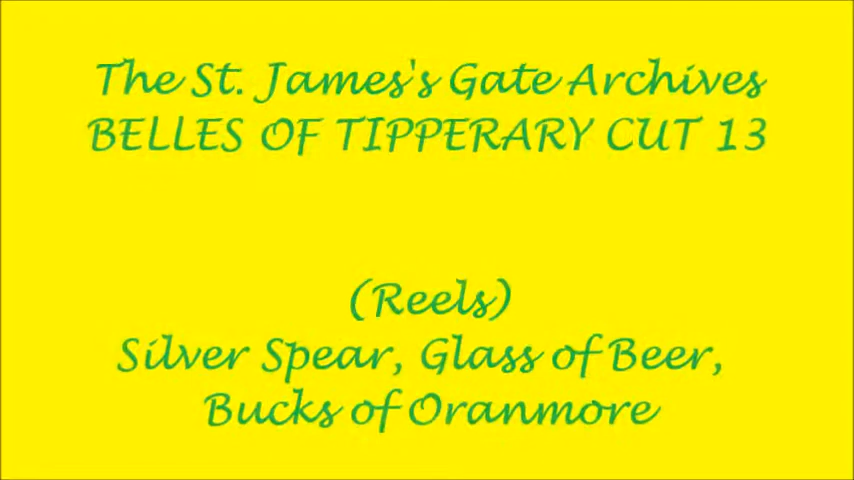 The St. James's Gate Archives
BELLES OF TIPPERARY CUT 13
(Reels)
Silver Spear, Glass of Beer,
Bucks of Oranmore